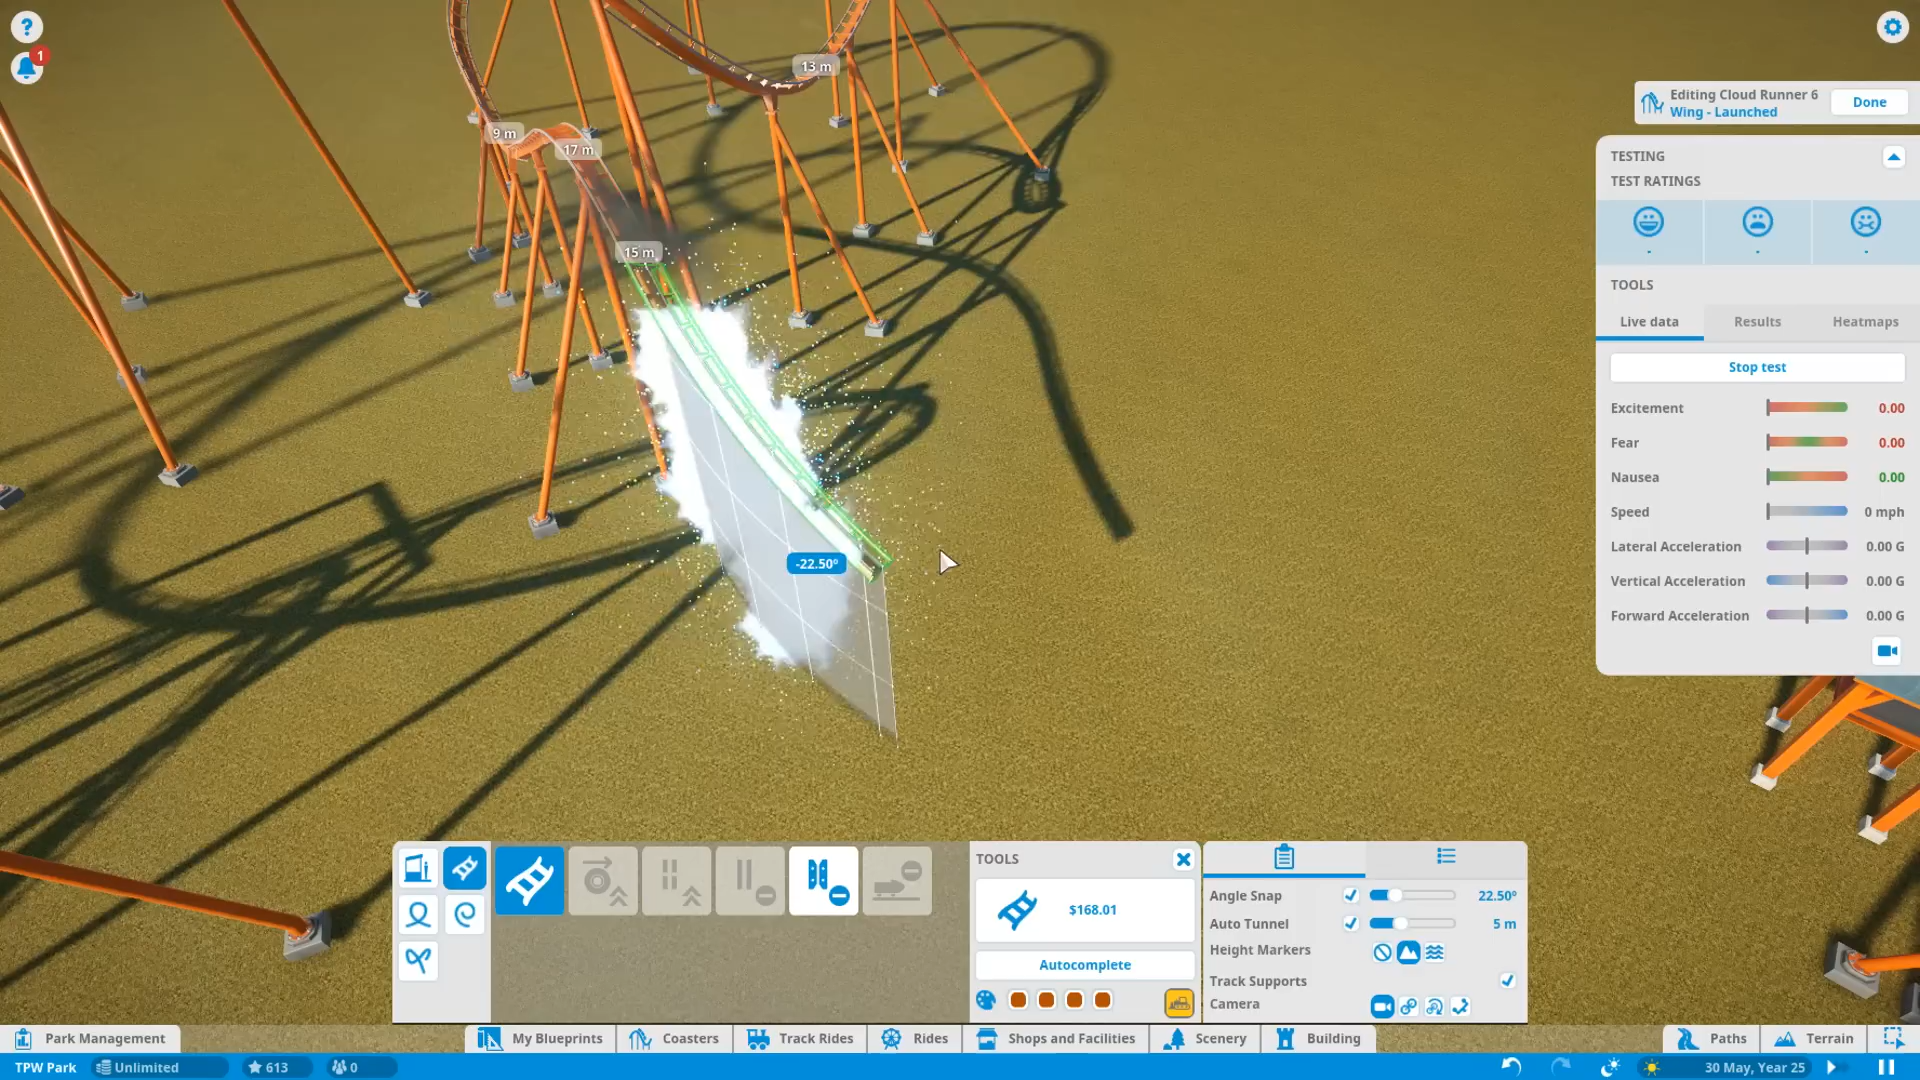 ?
1
13 m
9 m
17 m
15 m
-22.50°
Editing Cloud Runner 6
Wing - Launched
Done
TESTING
TEST RATINGS
- - -
TOOLS
Live data Results Heatmaps
Stop test
Excitement 0.00
Fear 0.00
Nausea 0.00
Speed 0 mph
Lateral Acceleration 0.00 G
Vertical Acceleration 0.00 G
Forward Acceleration 0.00 G
TOOLS
$168.01
Autocomplete
Angle Snap 22.50°
Auto Tunnel 5 m
Height Markers
Track Supports
Camera
Park Management My Blueprints Coasters Track Rides Rides Shops and Facilities Scenery Building Paths Terrain
TPW Park Unlimited 613 0 30 May, Year 25